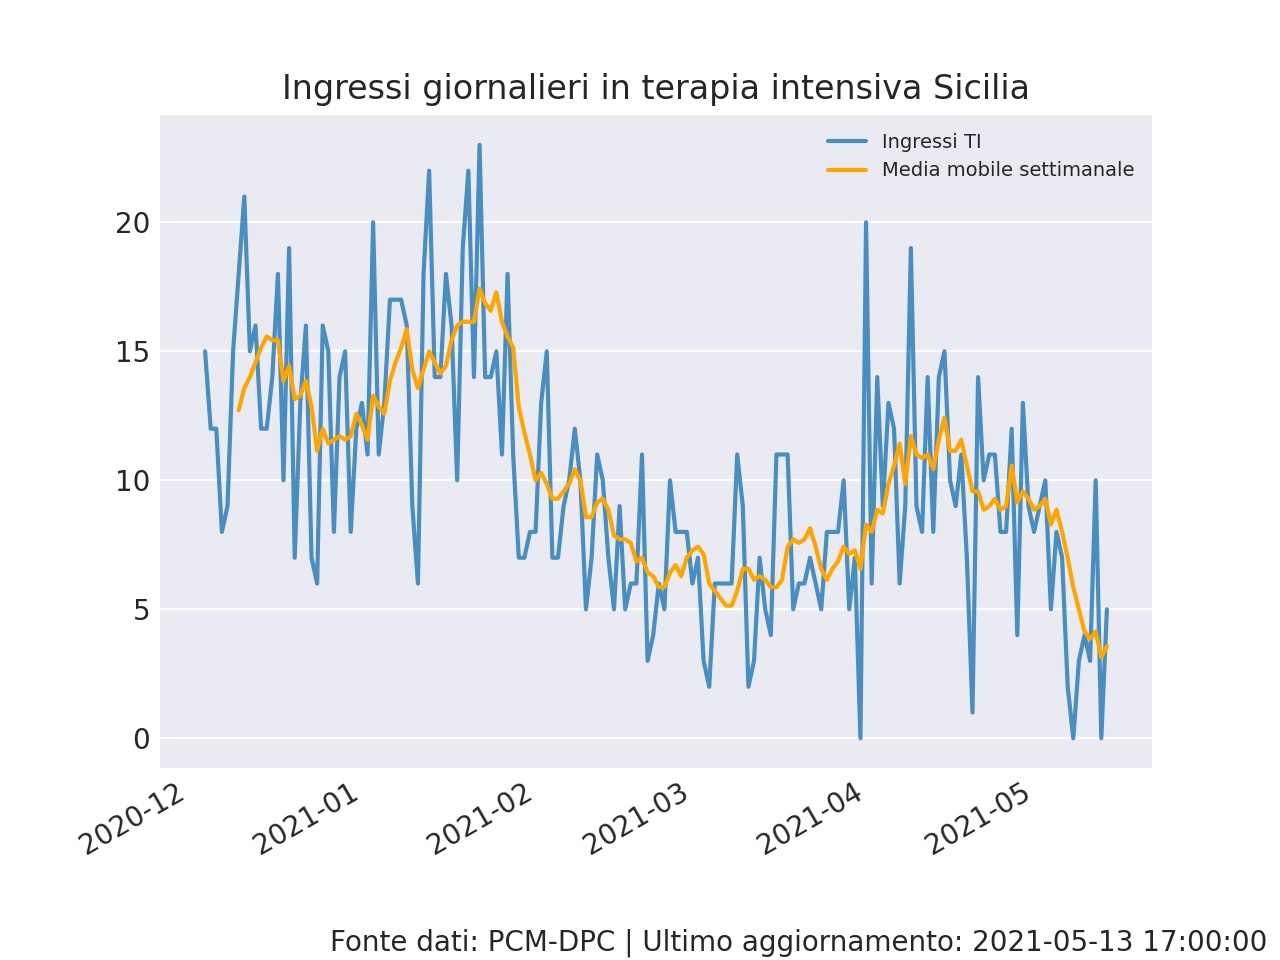 Ingressi giornalieri in terapia intensiva Sicilia
Ingressi TI
Media mobile settimanale
20
15
10
5
0
2020-12
2021-01
2021-02
2021-03
2021-04
2021-05
Fonte dati: PCM-DPC | Ultimo aggiornamento: 2021-05-13 17:00:00